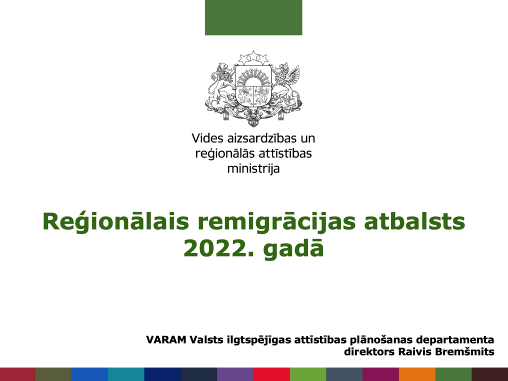 Vides aizsardzības un
reģionālās attīstības
ministrija
Reģionālais remigrācijas atbalsts
2022. gadā
VARAM Valsts ilgtspējīgas attīstības plānošanas departamenta
direktors Raivis Bremšmits